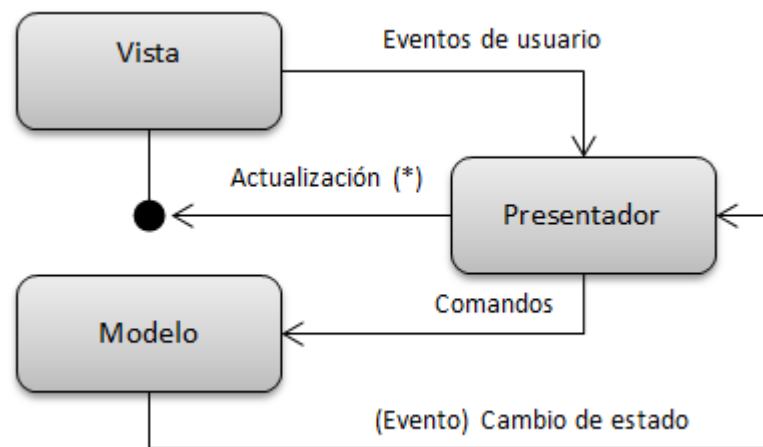 Vista
Eventos de usuario
Actualización (*)
Presentador
Comandos
Modelo
(Evento) Cambio de estado